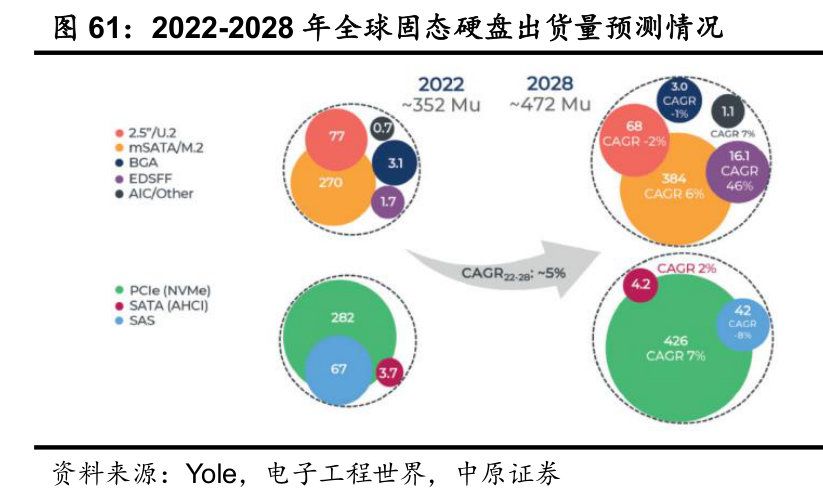 图 61：2022-2028 年全球固态硬盘出货量预测情况
2022
~352 Mu
2028
~472 Mu
2.5"/U.2
mSATA/M.2
BGA
EDSFF
AIC/Other
77
0.7
3.1
270
1.7
3.0
CAGR
-1%
1.1
CAGR 7%
68
CAGR -2%
16.1
CAGR
46%
384
CAGR 6%
CAGR22-28: ~5%
PCIe (NVMe)
SATA (AHCI)
SAS
282
67
3.7
CAGR 2%
4.2
42
CAGR
-8%
426
CAGR 7%
资料来源：Yole，电子工程世界，中原证券